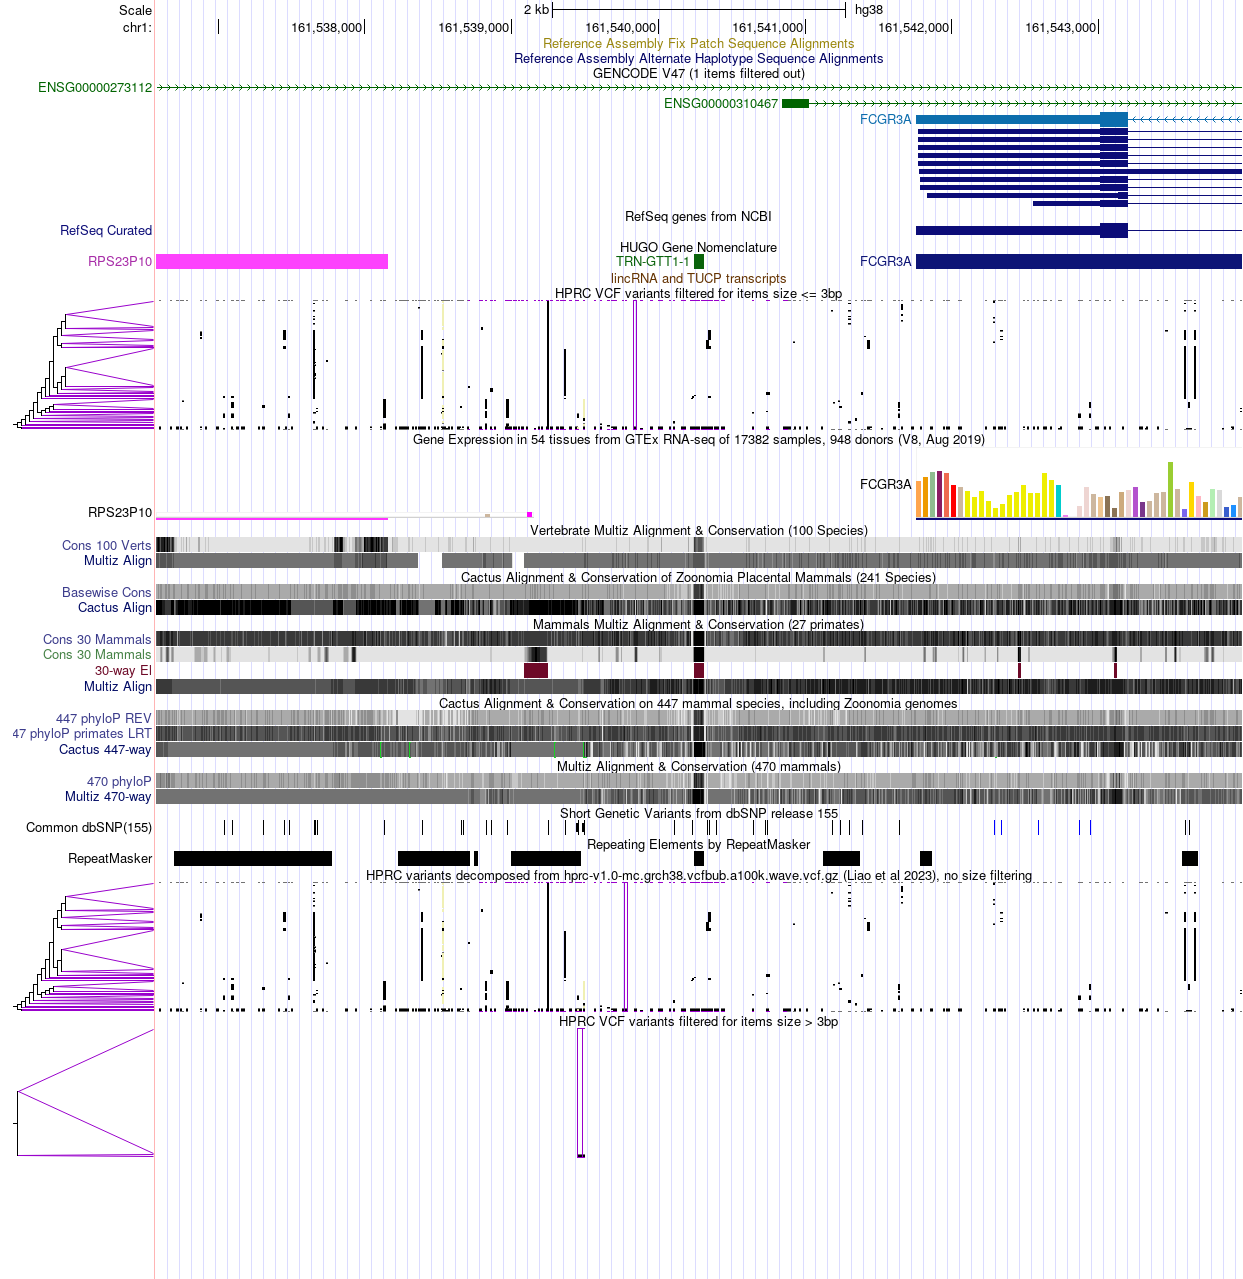 Scale 2 kb hg38
chr1: 161,538,000 161,539,000 161,540,000 161,541,000 161,542,000 161,543,000
Reference Assembly Fix Patch Sequence Alignments
Reference Assembly Alternate Haplotype Sequence Alignments
GENCODE V47 (1 items filtered out)
ENSG00000273112
ENSG00000310467
FCGR3A
RefSeq genes from NCBI
RefSeq Curated
HUGO Gene Nomenclature
RPS23P10 TRN-GTT1-1 FCGR3A
lincRNA and TUCP transcripts
HPRC VCF variants filtered for items size <= 3bp
Gene Expression in 54 tissues from GTEx RNA-seq of 17382 samples, 948 donors (V8, Aug 2019)
FCGR3A
RPS23P10
Vertebrate Multiz Alignment & Conservation (100 Species)
Cons 100 Verts
Multiz Align
Cactus Alignment & Conservation of Zoonomia Placental Mammals (241 Species)
Basewise Cons
Cactus Align
Mammals Multiz Alignment & Conservation (27 primates)
Cons 30 Mammals
Cons 30 Mammals
30-way El
Multiz Align
Cactus Alignment & Conservation on 447 mammal species, including Zoonomia genomes
447 phyloP REV
47 phyloP primates LRT
Cactus 447-way
Multiz Alignment & Conservation (470 mammals)
470 phyloP
Multiz 470-way
Short Genetic Variants from dbSNP release 155
Common dbSNP(155)
Repeating Elements by RepeatMasker
RepeatMasker
HPRC variants decomposed from hprc-v1.0-mc.grch38.vcfbub.a100k.wave.vcf.gz (Liao et al 2023), no size filtering
HPRC VCF variants filtered for items size > 3bp